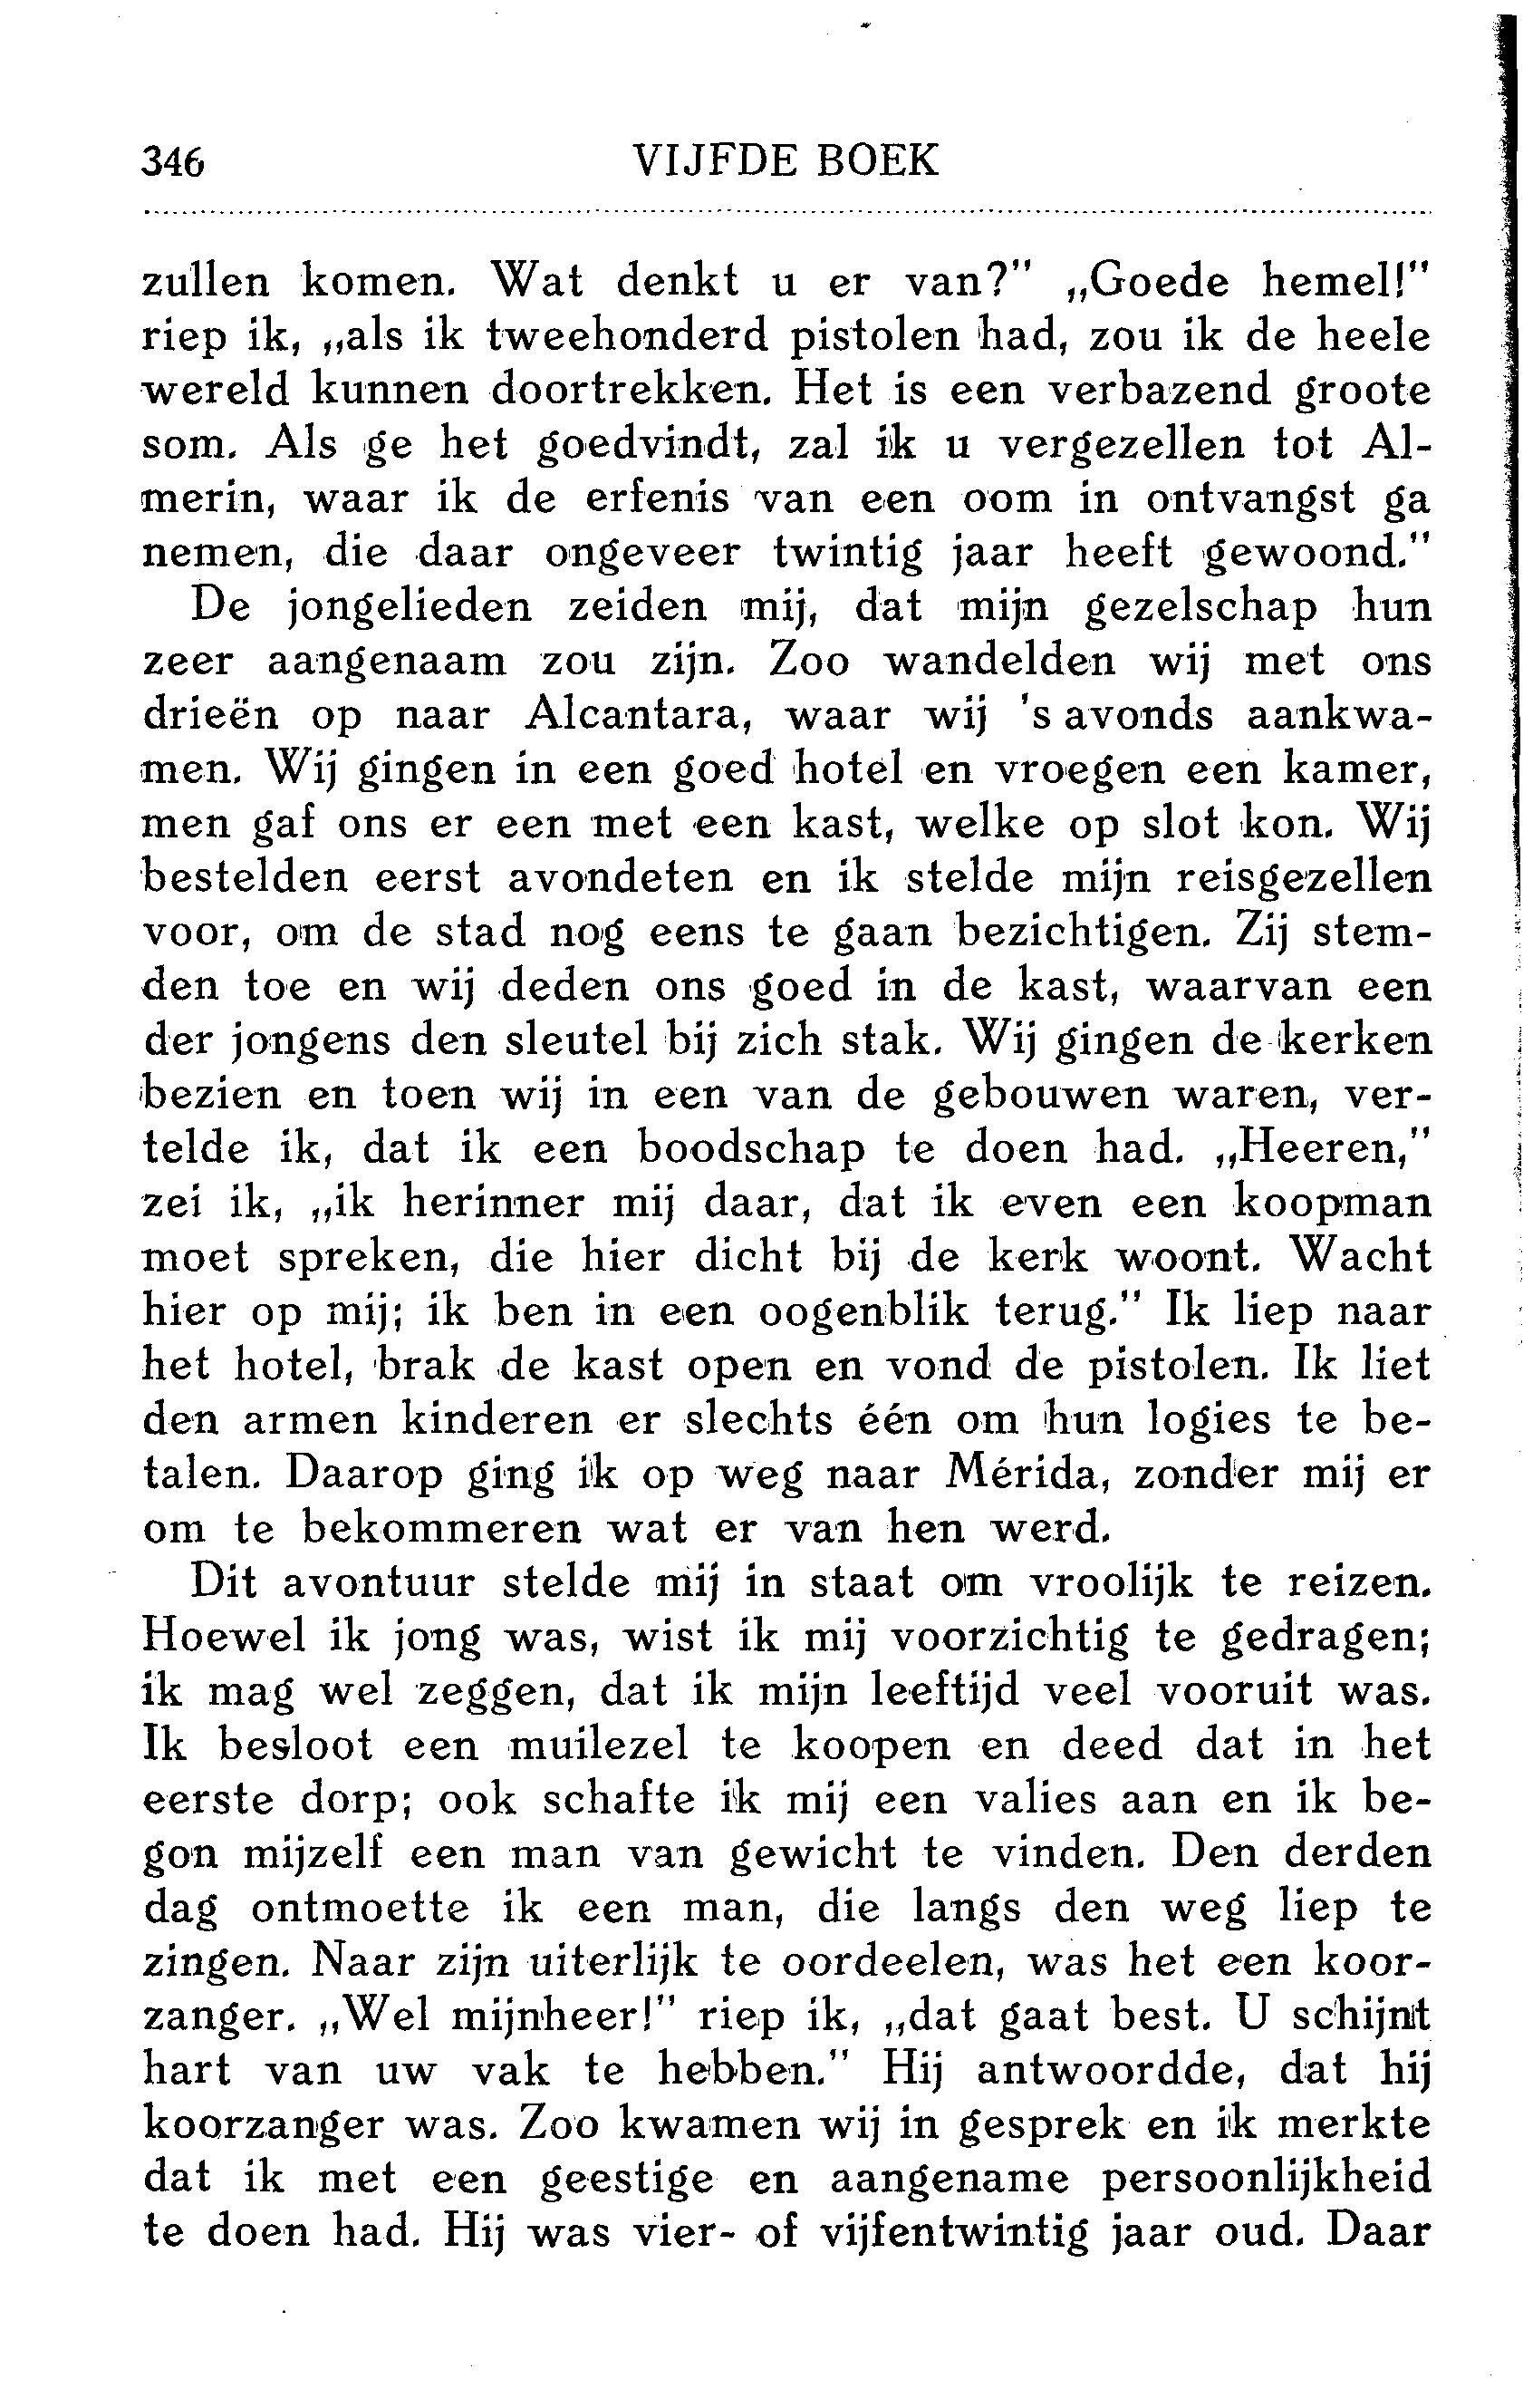 346 VIJFDE BOEK
zullen komen. Wat denkt u er van?" „Goede hemel!"
riep ik, „als ik tweehonderd pistolen had, zou ik de heele
wereld kunnen doortrekken. Het is een verbazend groote
som. Als ge het goedvindt, zal ik u vergezellen tot Al-
merin, waar ik de erfenis van een oom in ontvangst ga
nemen, die daar ongeveer twintig jaar heeft gewoond."
De jongelieden zeiden mij, dat mijn gezelschap hun
zeer aangenaam zou zijn. Zoo wandelden wij met ons
drieën op naar Alcantara, waar wij 's avonds aankwa-
men. Wij gingen in een goed hotel en vroegen een kamer,
men gaf ons er een met een kast, welke op slot kon. Wij
bestelden eerst avondeten en ik stelde mijn reisgezellen
voor, om de stad nog eens te gaan bezichtigen. Zij stem-
den toe en wij deden ons goed in de kast, waarvan een
der jongens den sleutel bij zich stak. Wij gingen de kerken
bezien en toen wij in een van de gebouwen waren, ver-
telde ik, dat ik een boodschap te doen had. „Heeren,"
zei ik, „ik herinner mij daar, dat ik even een koopman
moet spreken, die hier dicht bij de kerk woont. Wacht
hier op mij; ik ben in een oogenblik terug." Ik liep naar
het hotel, brak de kast open en vond de pistolen. Ik liet
den armen kinderen er slechts één om hun logies te be-
talen. Daarop ging ik op weg naar Mérida, zonder mij er
om te bekommeren wat er van hen werd.
Dit avontuur stelde mij in staat om vroolijk te reizen.
Hoewel ik jong was, wist ik mij voorzichtig te gedragen;
ik mag wel zeggen, dat ik mijn leeftijd veel vooruit was.
Ik besloot een muilezel te koopen en deed dat in het
eerste dorp; ook schafte ik mij een valies aan en ik be-
gon mijzelf een man van gewicht te vinden. Den derden
dag ontmoette ik een man, die langs den weg liep te
zingen. Naar zijn uiterlijk te oordeelen, was het een koor-
zanger. „Wel mijnheer!" riep ik, „dat gaat best. U schijnt
hart van uw vak te hebben." Hij antwoordde, dat hij
koorzanger was. Zoo kwamen wij in gesprek en ik merkte
dat ik met een geestige en aangename persoonlijkheid
te doen had. Hij was vier- of vijfentwintig jaar oud. Daar